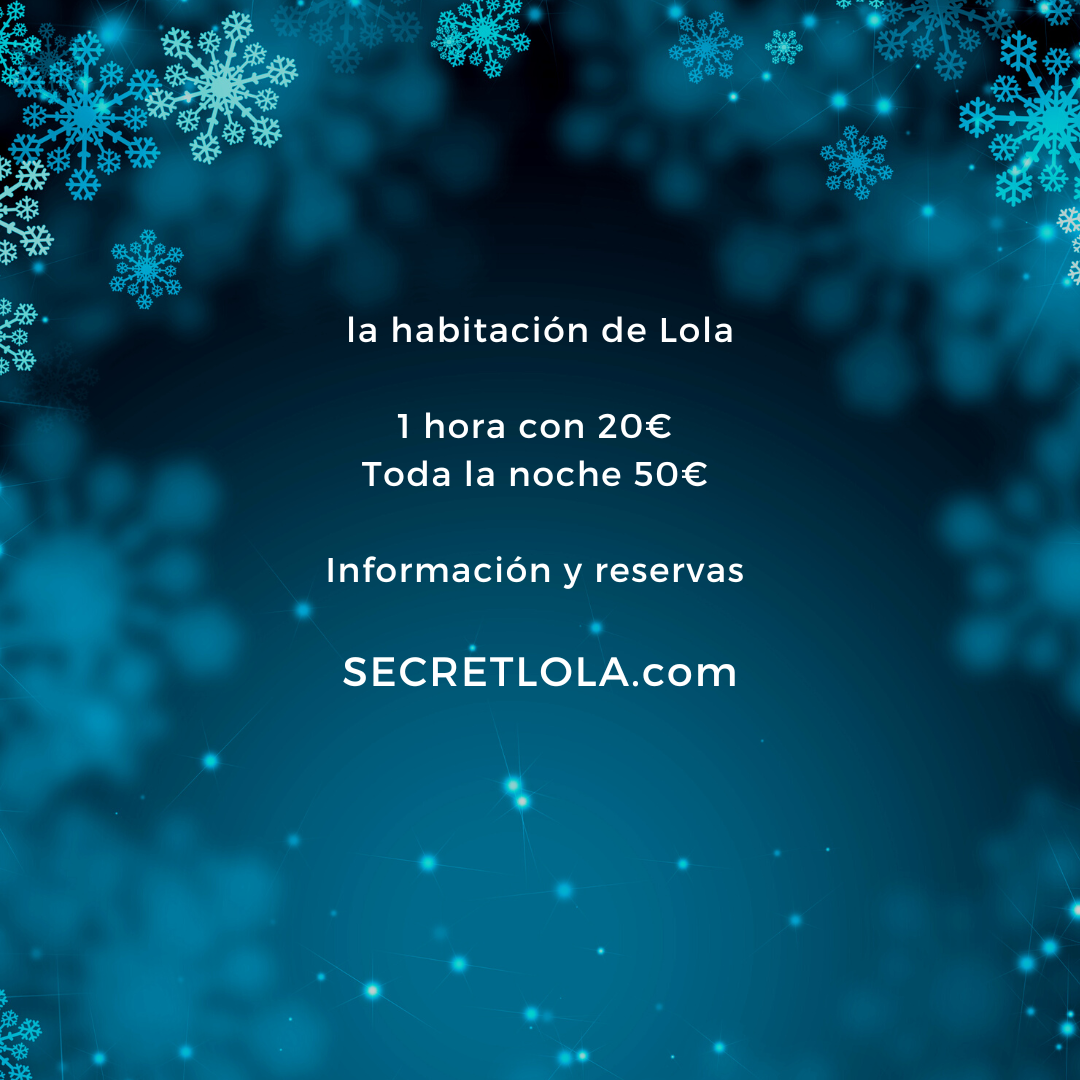 la habitación de Lola
1 hora con 20€
Toda la noche 50€
Información y reservas
SECRETLOLA.com